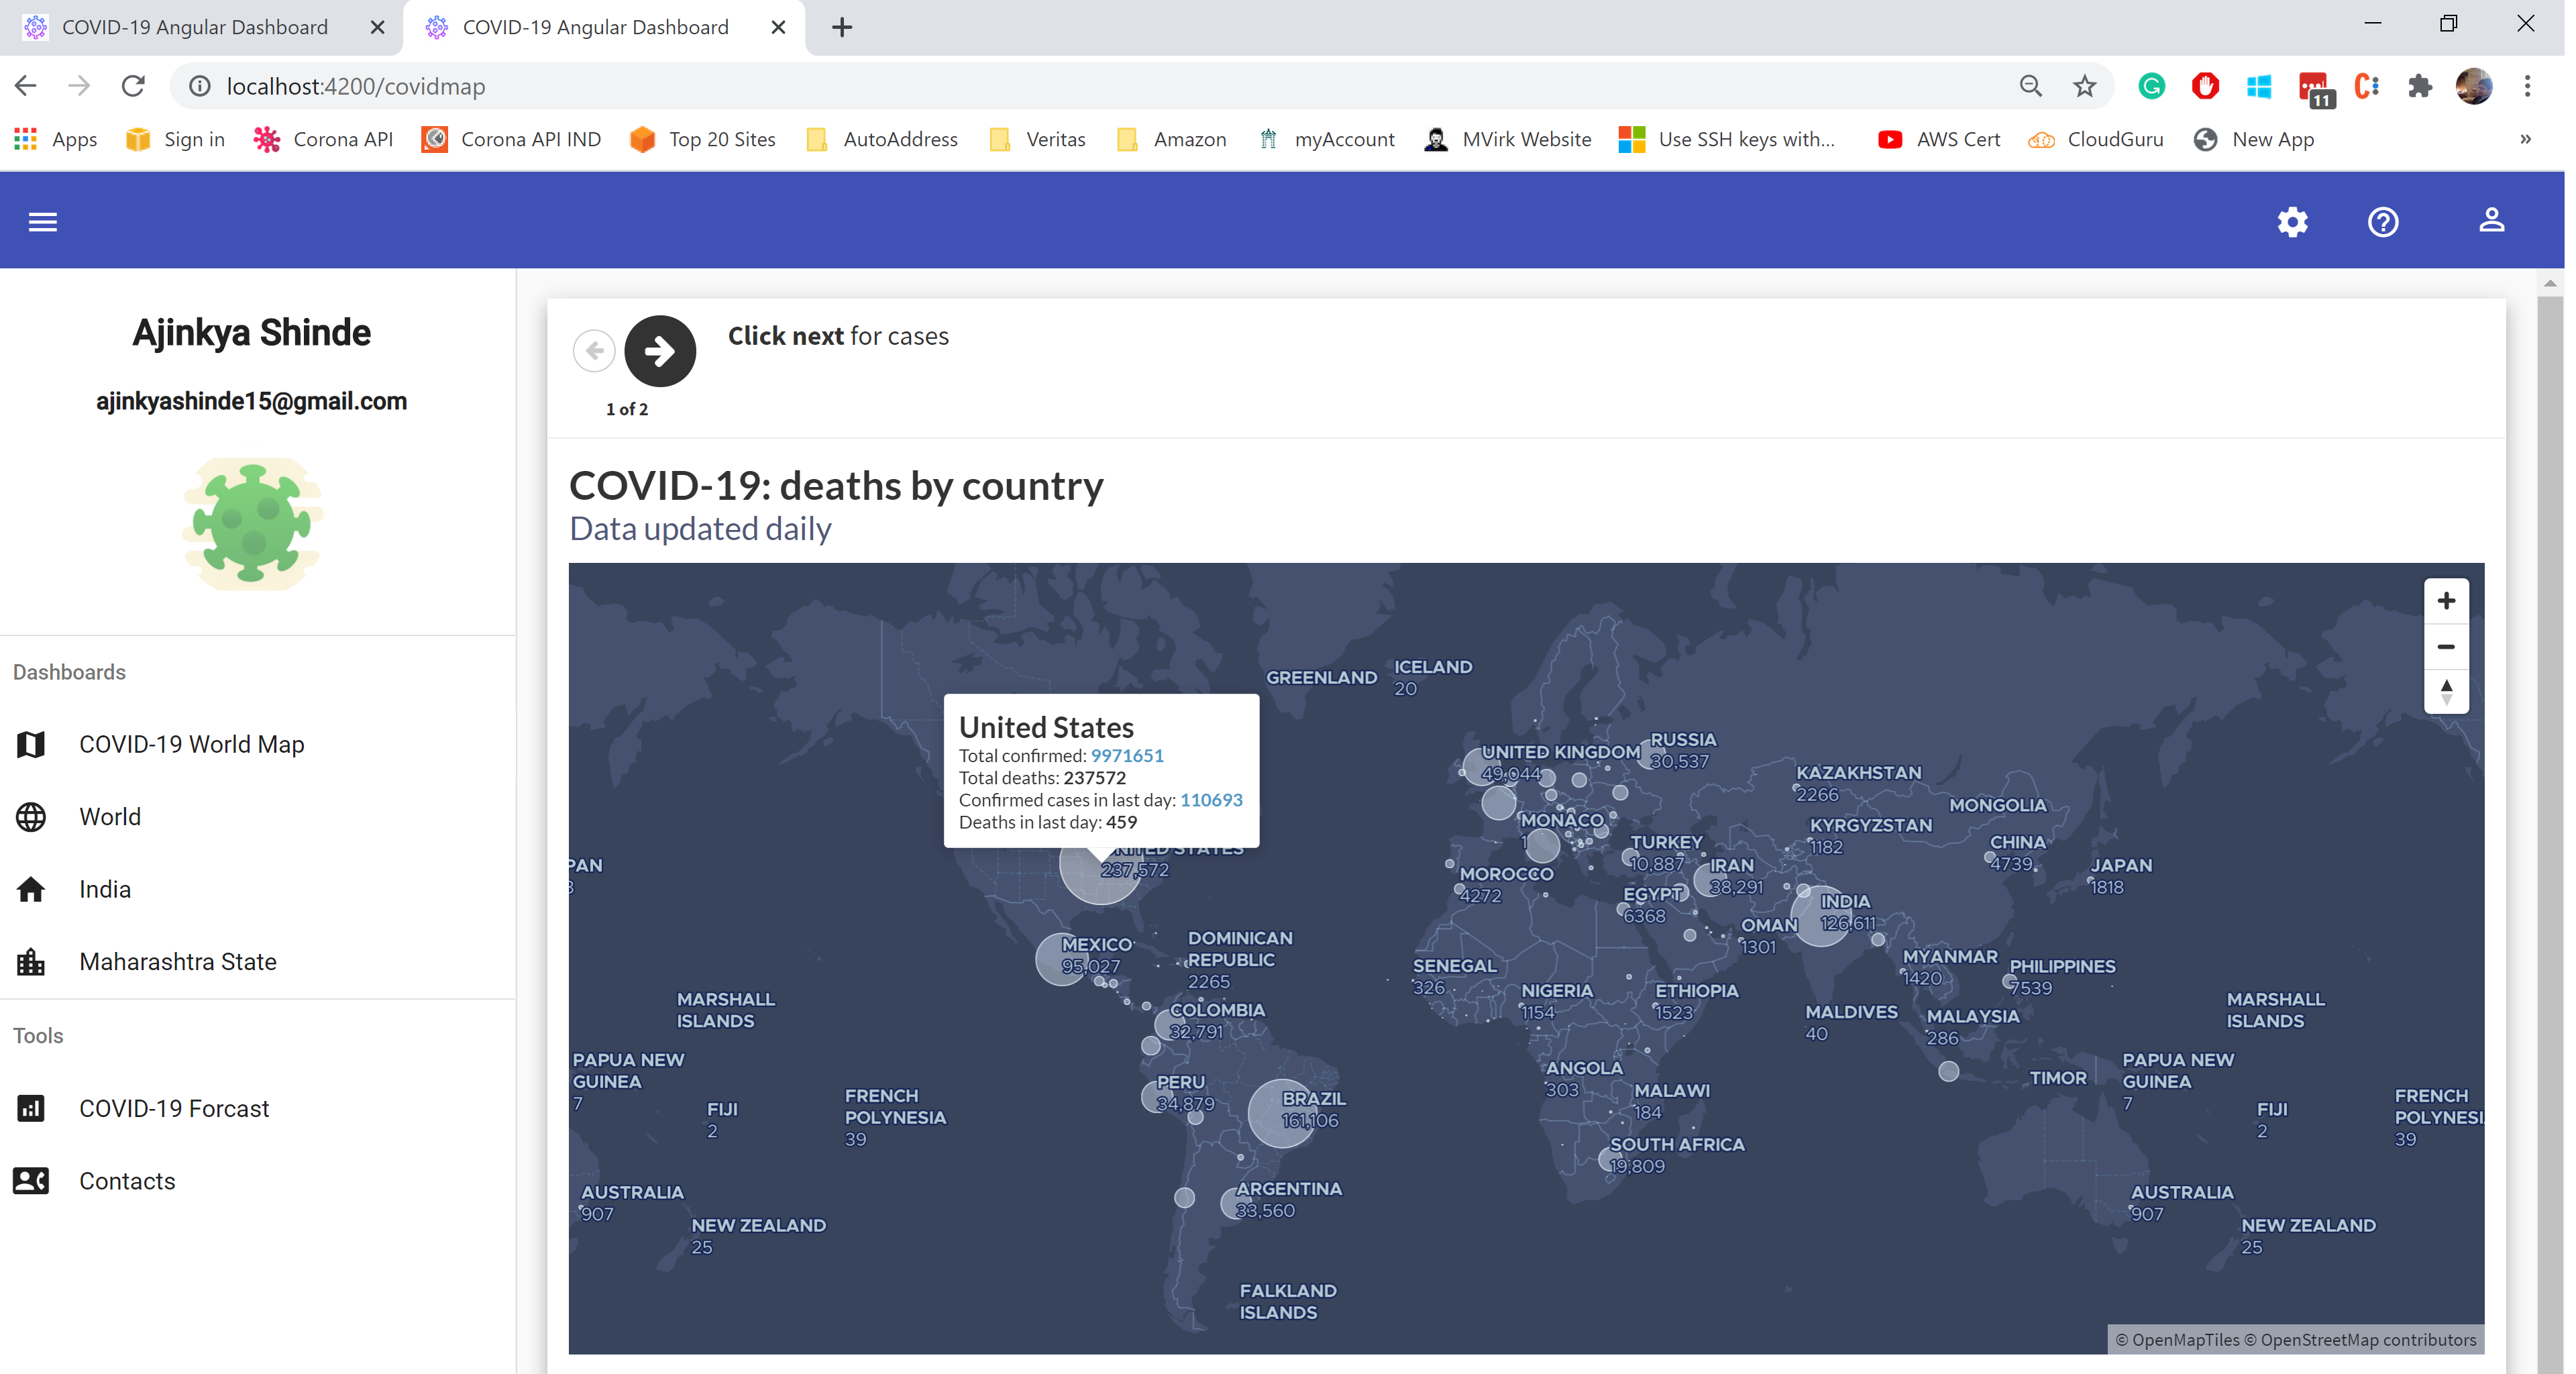 COVID-19 Angular Dashboard
COVID-19 Angular Dashboard
localhost:4200/covidmap
11
Apps
Sign in
Corona API
Corona API IND
Top 20 Sites
AutoAddress
Veritas
Amazon
myAccount
MVirk Website
Use SSH keys with...
AWS Cert
CloudGuru
New App
»
Ajinkya Shinde
ajinkyashinde15@gmail.com
Dashboards
COVID-19 World Map
World
India
Maharashtra State
Tools
COVID-19 Forcast
Contacts
Click next for cases
1 of 2
COVID-19: deaths by country
Data updated daily
GREENLAND
ICELAND
20
United States
Total confirmed: 9971651
Total deaths: 237572
Confirmed cases in last day: 110693
Deaths in last day: 459
UNITED STATES
237,572
UNITED KINGDOM
49,044
RUSSIA
30,537
KAZAKHSTAN
2266
MONGOLIA
MONACO
1
KYRGYZSTAN
1182
TURKEY
10,887
CHINA
4739
PAN
JAPAN
1818
IRAN
38,291
MOROCCO
4272
EGYPT
6368
INDIA
126,611
OMAN
1301
MEXICO
95,027
DOMINICAN
REPUBLIC
2265
SENEGAL
326
MYANMAR
1420
PHILIPPINES
7539
NIGERIA
1154
ETHIOPIA
1523
MARSHALL
ISLANDS
MARSHALL
ISLANDS
COLOMBIA
32,791
MALDIVES
40
MALAYSIA
286
PAPUA NEW
GUINEA
7
PAPUA NEW
GUINEA
7
ANGOLA
303
TIMOR
PERU
34,879
MALAWI
184
BRAZIL
161,106
FRENCH
POLYNESIA
39
FRENCH
POLYNESI
39
FIJI
2
FIJI
2
SOUTH AFRICA
19,809
ARGENTINA
33,560
AUSTRALIA
907
AUSTRALIA
907
NEW ZEALAND
25
NEW ZEALAND
25
FALKLAND
ISLANDS
© OpenMapTiles © OpenStreetMap contributors